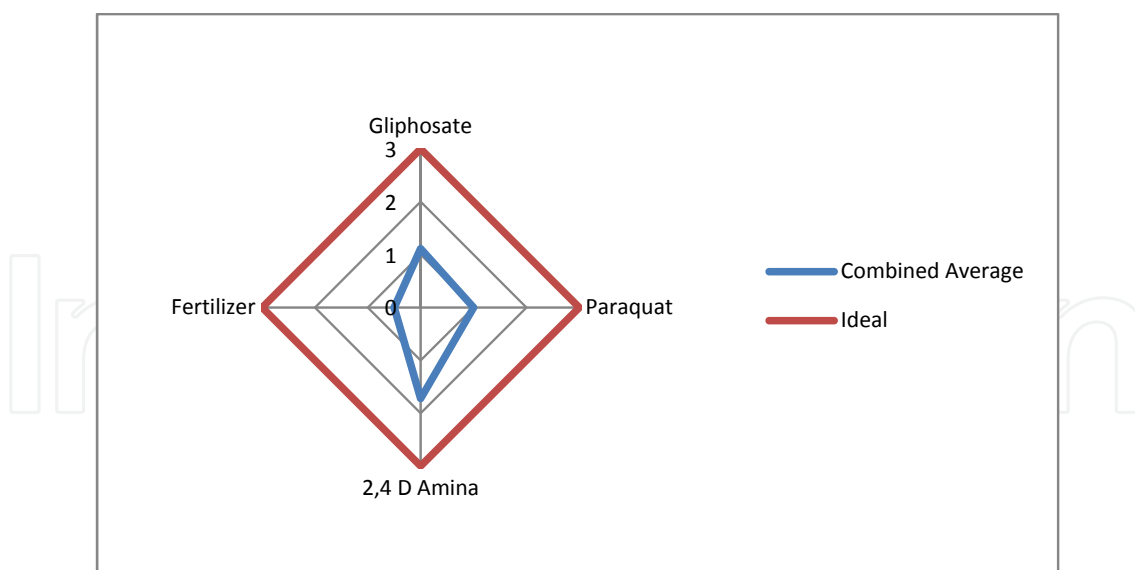 Gliphosate
3
2
1
0
Fertilizer
Paraquat
2,4 D Amina
Combined Average
Ideal